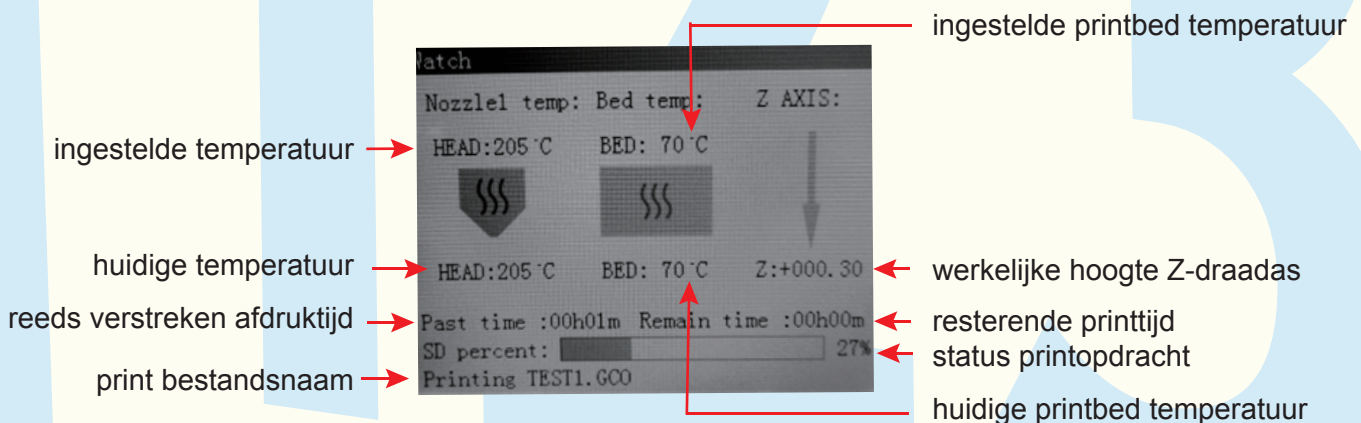 ingestelde printbed temperatuur
Watch
Nozzle1 temp: Bed temp: Z AXIS:
ingestelde temperatuur
HEAD:205°C BED: 70°C
huidige temperatuur
HEAD:205°C BED: 70°C Z:+000.30
werkelijke hoogte Z-draadas
reeds verstreken afdruktijd
Past time :00h01m Remain time :00h00m
resterende printtijd
SD percent: 27%
status printopdracht
print bestandsnaam
Printing TEST1.GCO
huidige printbed temperatuur